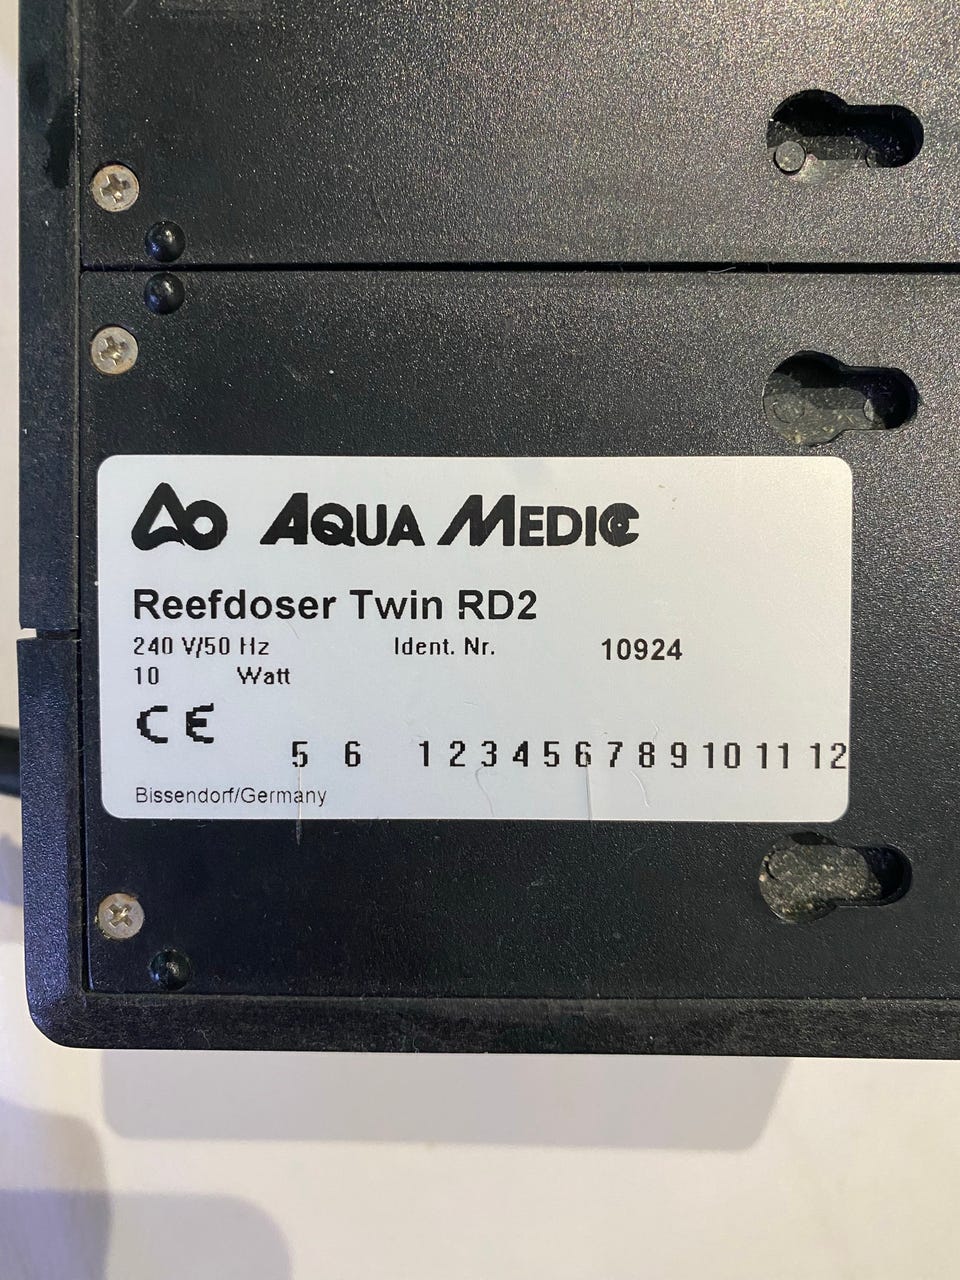 AQUA MEDIC
Reefdoser Twin RD2
240 V/50 Hz Ident. Nr. 10924
10 Watt
CE
5 6 1 2 3 4 5 6 7 8 9 10 11 12
Bissendorf/Germany